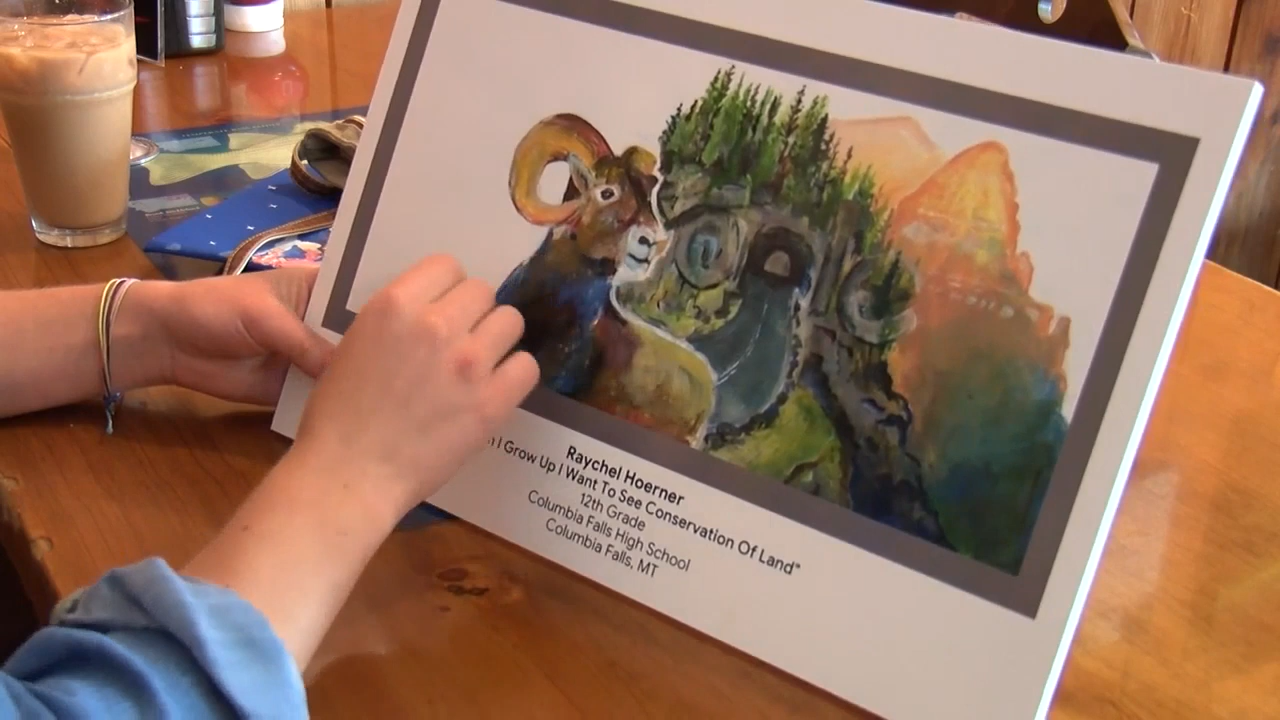 Raychel Hoerner
I Grow Up I Want To See Conservation Of Land"
12th Grade
Columbia Falls High School
Columbia Falls, MT